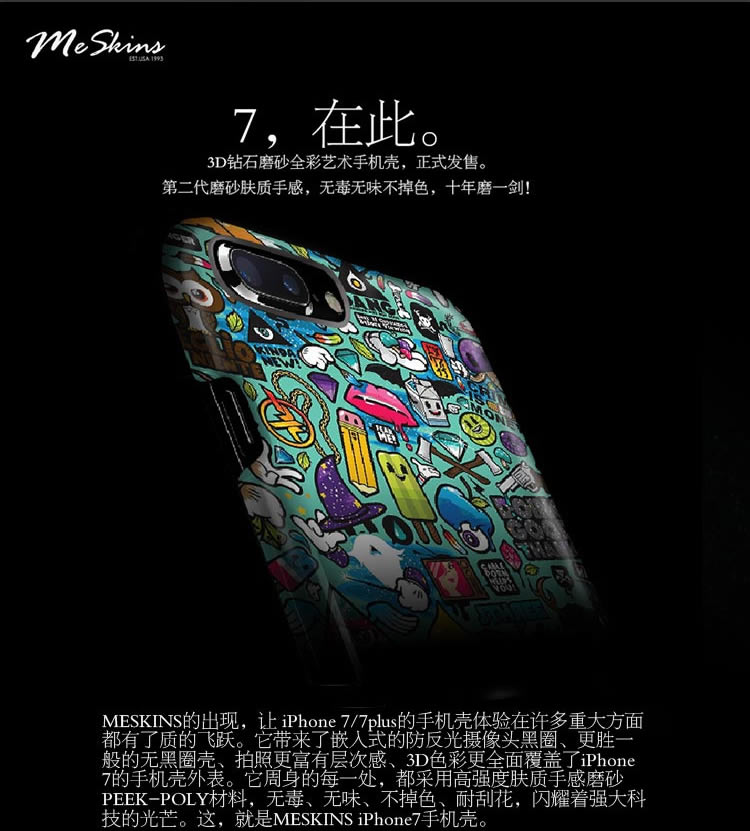 MeSkins
EST.USA 1993
7，在此。
3D钻石磨砂全彩艺术手机壳，正式发售。
第二代磨砂肤质手感，无毒无味不掉色，十年磨一剑！
KINDA
NEW!
MESKINS的出现，让 iPhone 7/7plus的手机壳体验在许多重大方面
都有了质的飞跃。它带来了嵌入式的防反光摄像头黑圈、更胜一
般的无黑圈壳、拍照更富有层次感、3D色彩更全面覆盖了iPhone
7的手机壳外表。它周身的每一处，都采用高强度肤质手感磨砂
PEEK-POLY材料，无毒、无味、不掉色、耐刮花，闪耀着强大科
技的光芒。这，就是MESKINS iPhone7手机壳。